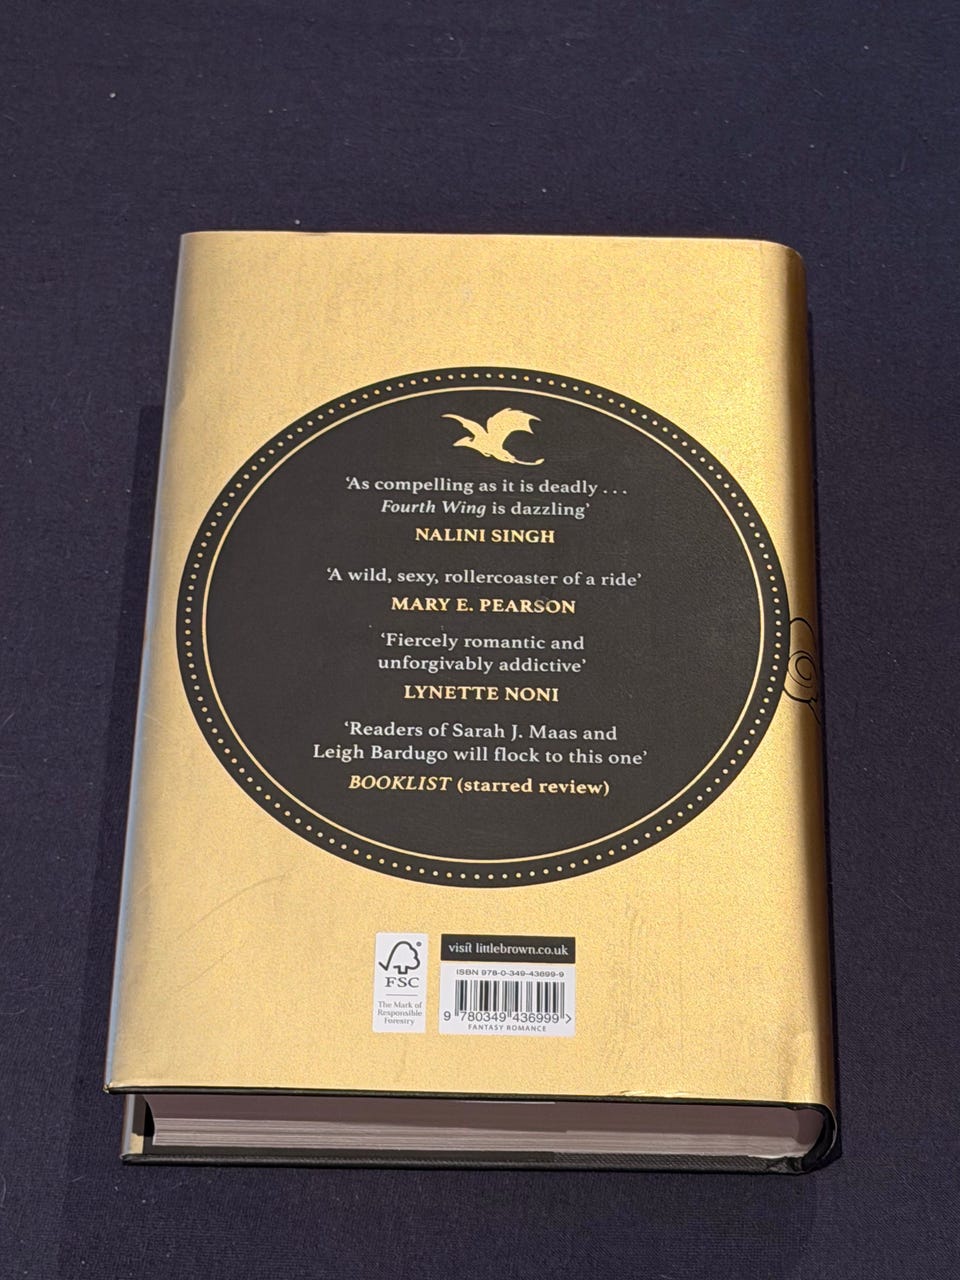 ‘As compelling as it is deadly . . .
Fourth Wing is dazzling’
NALINI SINGH
‘A wild, sexy, rollercoaster of a ride’
MARY E. PEARSON
‘Fiercely romantic and
unforgivably addictive’
LYNETTE NONI
‘Readers of Sarah J. Maas and
Leigh Bardugo will flock to this one’
BOOKLIST (starred review)
FSC
The Mark of
Responsible
Forestry
visit littlebrown.co.uk
ISBN 978-0-349-43699-9
9 780349 436999 >
FANTASY ROMANCE